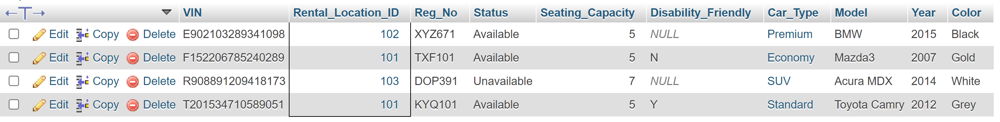 VIN Rental_Location_ID Reg_No Status Seating_Capacity Disability_Friendly Car_Type Model Year Color
Edit Copy Delete E902103289341098 102 XYZ671 Available 5 NULL Premium BMW 2015 Black
Edit Copy Delete F152206785240289 101 TXF101 Available 5 N Economy Mazda3 2007 Gold
Edit Copy Delete R908891209418173 103 DOP391 Unavailable 7 NULL SUV Acura MDX 2014 White
Edit Copy Delete T201534710589051 101 KYQ101 Available 5 Y Standard Toyota Camry 2012 Grey